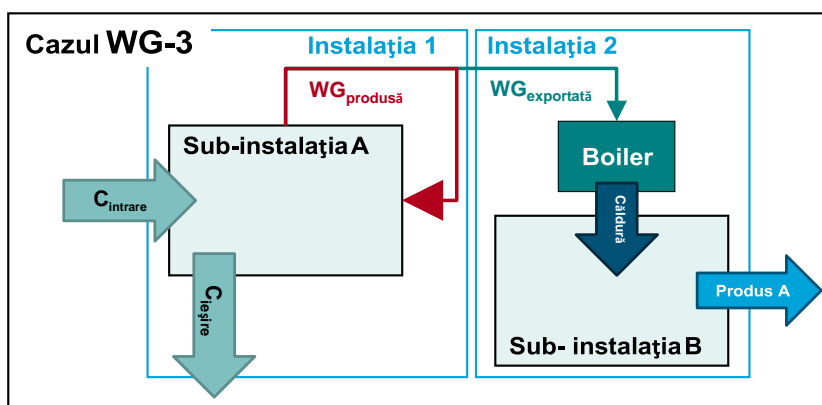 Cazul WG-3
Instalaţia 1
Instalaţia 2
WGprodusă
WGexportată
Sub-instalaţia A
Boiler
Cintrare
Căldură
Cieşire
Produs A
Sub- instalaţia B